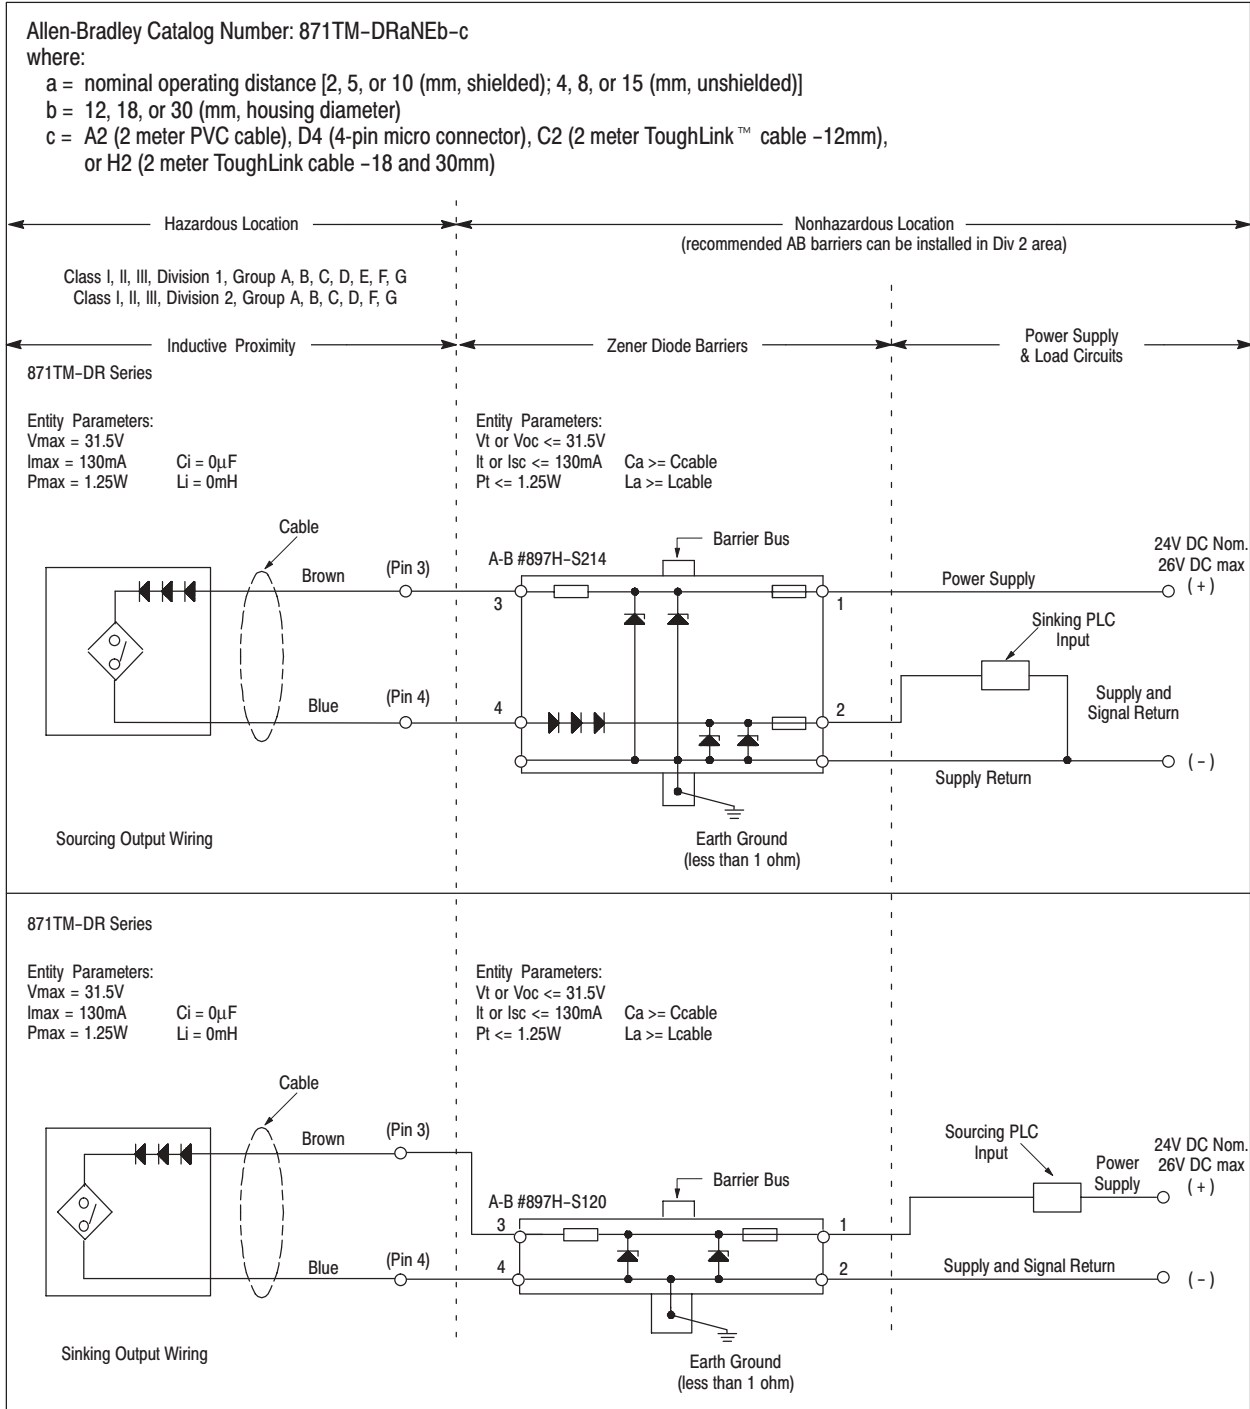 Allen-Bradley Catalog Number: 871TM-DRaNEb-c
where:
a = nominal operating distance [2, 5, or 10 (mm, shielded); 4, 8, or 15 (mm, unshielded)]
b = 12, 18, or 30 (mm, housing diameter)
c = A2 (2 meter PVC cable), D4 (4-pin micro connector), C2 (2 meter ToughLink™ cable -12mm),
or H2 (2 meter ToughLink cable -18 and 30mm)
Hazardous Location
Nonhazardous Location
(recommended AB barriers can be installed in Div 2 area)
Class I, II, III, Division 1, Group A, B, C, D, E, F, G
Class I, II, III, Division 2, Group A, B, C, D, F, G
Inductive Proximity
Zener Diode Barriers
Power Supply
& Load Circuits
871TM-DR Series
Entity Parameters:
Vmax = 31.5V
Imax = 130mA Ci = 0µF
Pmax = 1.25W Li = 0mH
Entity Parameters:
Vt or Voc <= 31.5V
It or Isc <= 130mA Ca >= Ccable
Pt <= 1.25W La >= Lcable
Cable
Brown
(Pin 3)
A-B #897H-S214
Barrier Bus
24V DC Nom.
26V DC max
(+)
3
1
Power Supply
Sinking PLC
Input
Blue
(Pin 4)
4
2
Supply and
Signal Return
(-)
Supply Return
Sourcing Output Wiring
Earth Ground
(less than 1 ohm)
871TM-DR Series
Entity Parameters:
Vmax = 31.5V
Imax = 130mA Ci = 0µF
Pmax = 1.25W Li = 0mH
Entity Parameters:
Vt or Voc <= 31.5V
It or Isc <= 130mA Ca >= Ccable
Pt <= 1.25W La >= Lcable
Cable
Brown
(Pin 3)
Sourcing PLC
Input
Power
Supply
24V DC Nom.
26V DC max
(+)
A-B #897H-S120
Barrier Bus
3
1
Blue
(Pin 4)
4
2
Supply and Signal Return
(-)
Sinking Output Wiring
Earth Ground
(less than 1 ohm)